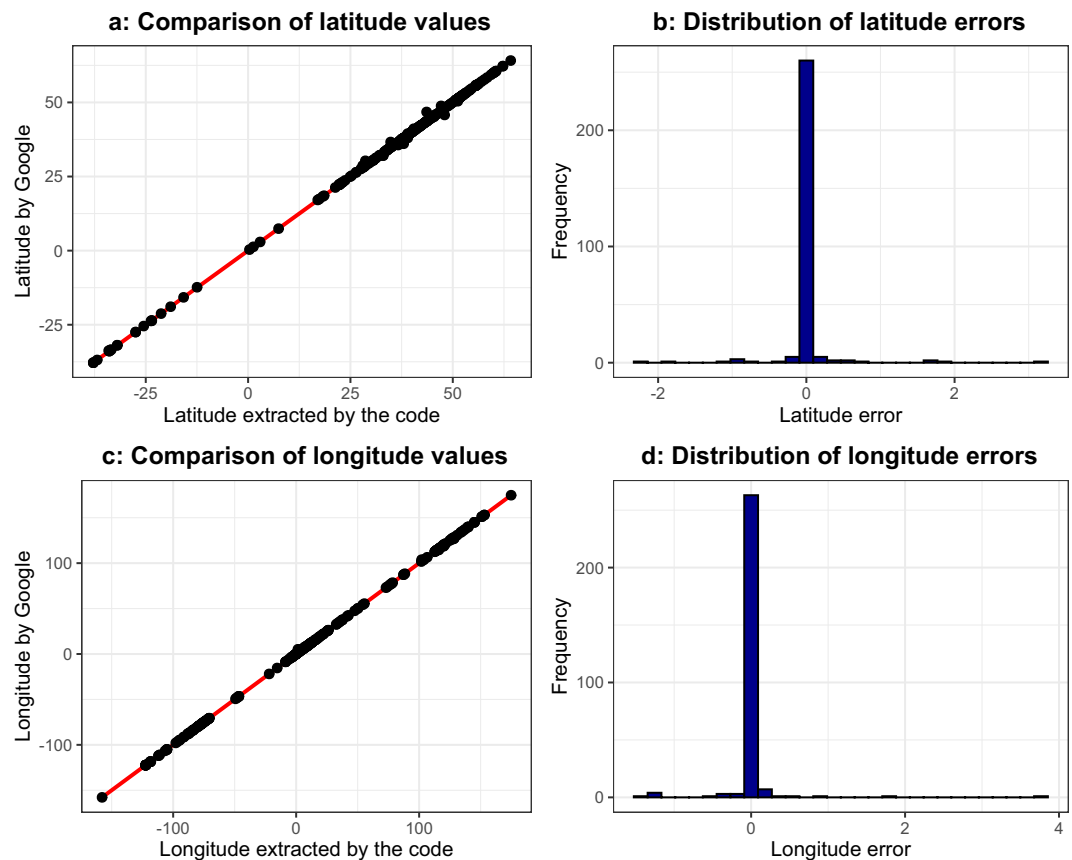 a: Comparison of latitude values
Latitude by Google
50
25
0
-25
-25
0
25
50
Latitude extracted by the code
b: Distribution of latitude errors
Frequency
200
100
0
-2
0
2
Latitude error
c: Comparison of longitude values
Longitude by Google
100
0
-100
-100
0
100
Longitude extracted by the code
d: Distribution of longitude errors
Frequency
200
100
0
0
2
4
Longitude error